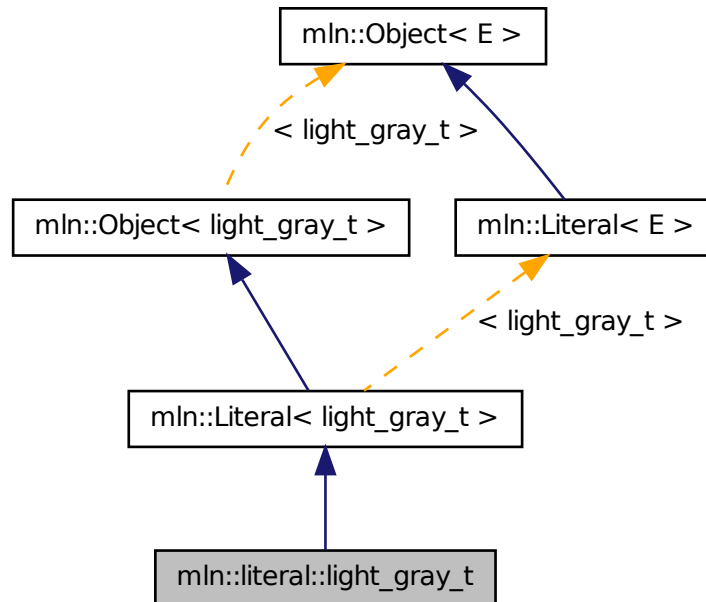 mln::Object< E >
< light_gray_t >
mln::Object< light_gray_t >
mln::Literal< E >
< light_gray_t >
mln::Literal< light_gray_t >
mln::literal::light_gray_t